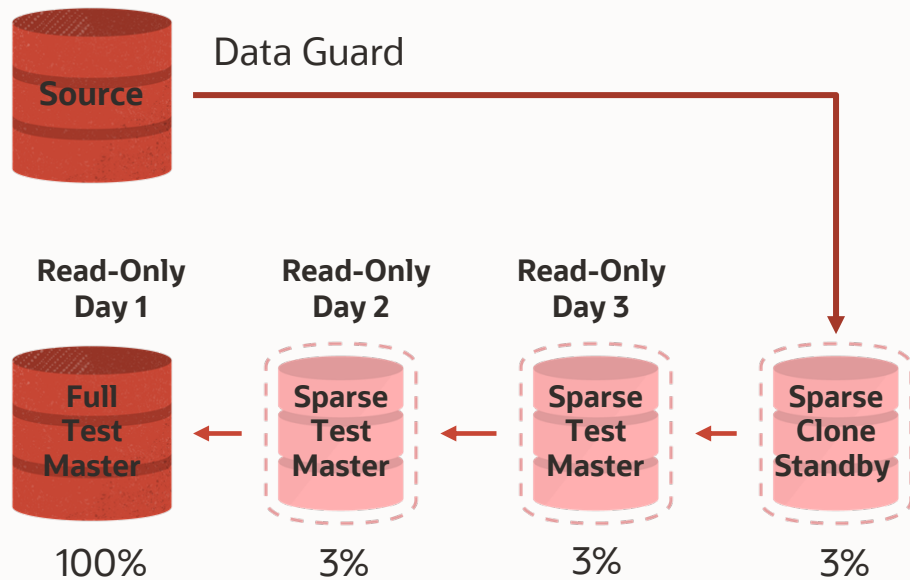 Data Guard
Source
Read-Only
Day 1
Read-Only
Day 2
Read-Only
Day 3
Full
Test
Master
Sparse
Test
Master
Sparse
Test
Master
Sparse
Clone
Standby
100%
3%
3%
3%